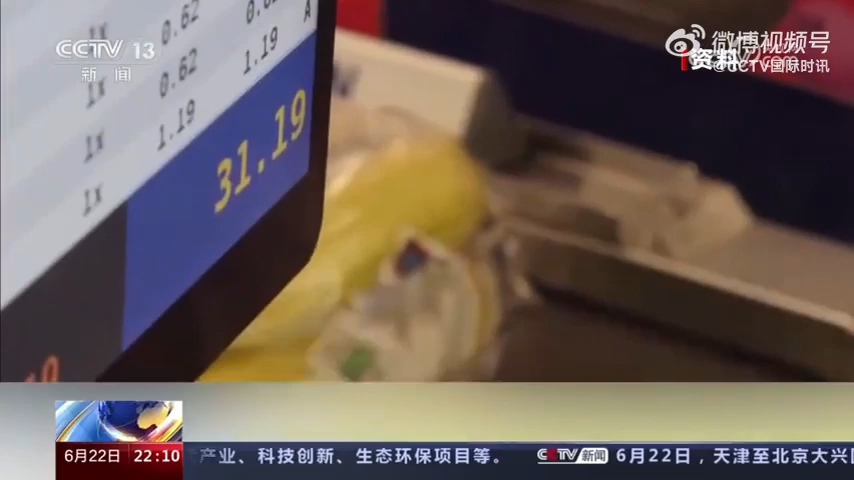 CCTV 13
新闻
微博视频号
资料
@CCTV国际时讯
1x 0.62 0.62 A
1x 0.62 1.19
1x 1.19
1x
31.19
6月22日 22:10 产业、科技创新、生态环保项目等。 CCTV新闻 6月22日，天津至北京大兴